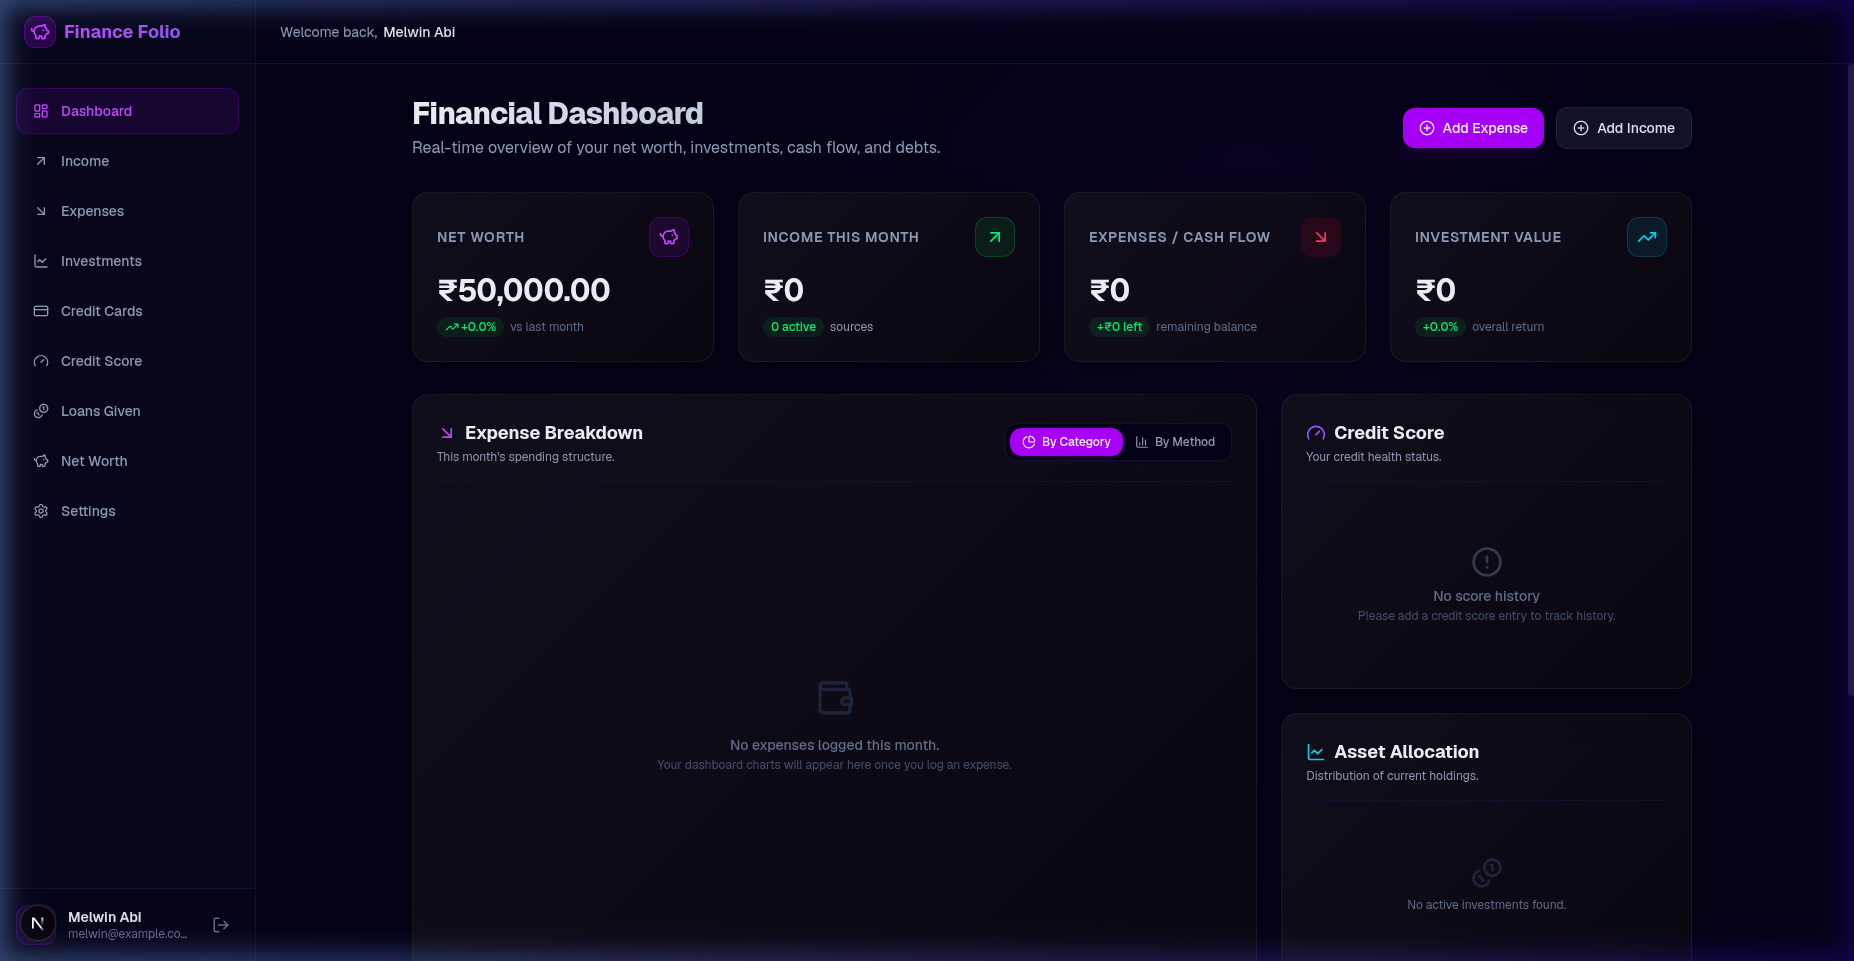 Finance Folio
Welcome back, Melwin Abi
Dashboard
Income
Expenses
Investments
Credit Cards
Credit Score
Loans Given
Net Worth
Settings
N
Melwin Abi
melwin@example.co...
Financial Dashboard
Real-time overview of your net worth, investments, cash flow, and debts.
Add Expense
Add Income
NET WORTH
₹50,000.00
+0.0% vs last month
INCOME THIS MONTH
₹0
0 active sources
EXPENSES / CASH FLOW
₹0
+₹0 left remaining balance
INVESTMENT VALUE
₹0
+0.0% overall return
Expense Breakdown
This month's spending structure.
By Category
By Method
No expenses logged this month.
Your dashboard charts will appear here once you log an expense.
Credit Score
Your credit health status.
No score history
Please add a credit score entry to track history.
Asset Allocation
Distribution of current holdings.
No active investments found.